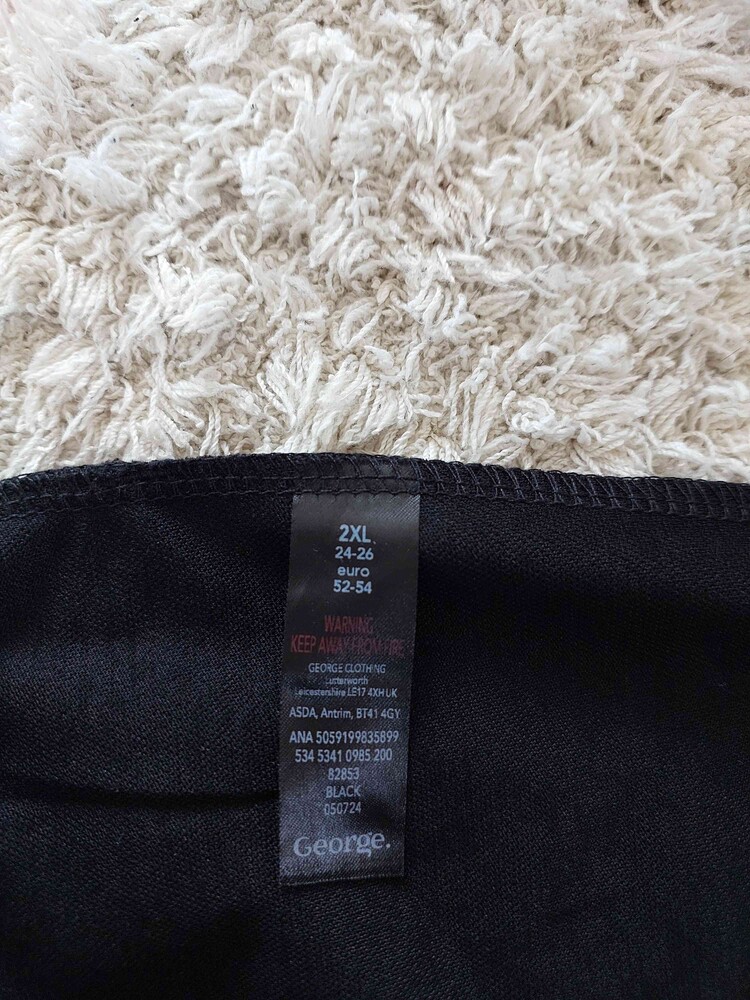 2XL
24-26
euro
52-54
WARNING
KEEP AWAY FROM FIRE
GEORGE CLOTHING
Lutterworth
Leicestershire LE17 4XH UK
ASDA, Antrim, BT41 4GY
ANA 5059199835899
534 5341 0985 200
82853
BLACK
050724
George.